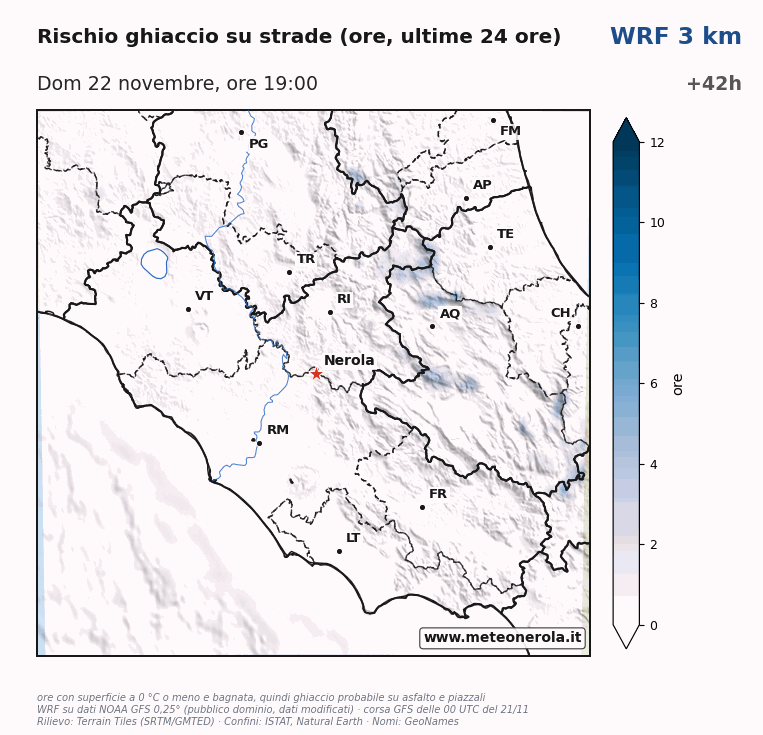 Rischio ghiaccio su strade (ore, ultime 24 ore)
WRF 3 km
Dom 22 novembre, ore 19:00
+42h
FM
PG
AP
TE
TR
VT
RI
AQ
CH.
Nerola
RM
FR
LT
www.meteonerola.it
12
10
8
6
4
2
0
ore
ore con superficie a 0 °C o meno e bagnata, quindi ghiaccio probabile su asfalto e piazzali
WRF su dati NOAA GFS 0,25° (pubblico dominio, dati modificati) · corsa GFS delle 00 UTC del 21/11
Rilievo: Terrain Tiles (SRTM/GMTED) · Confini: ISTAT, Natural Earth · Nomi: GeoNames